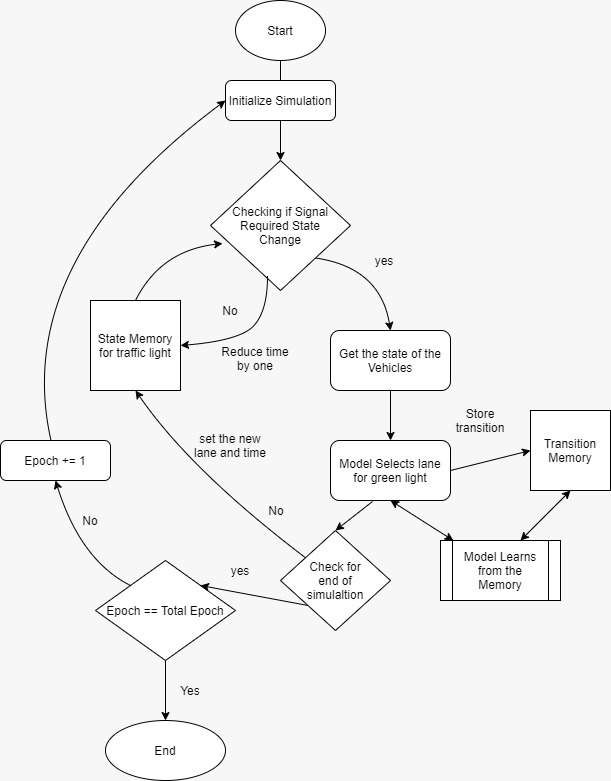 Start
Initialize Simulation
Checking if Signal
Required State
Change
yes
No
Reduce time
by one
State Memory
for traffic light
Get the state of the
Vehicles
Store
transition
Transition
Memory
set the new
lane and time
Model Selects lane
for green light
Epoch += 1
No
No
Check for
end of
simulaltion
Model Learns
from the
Memory
yes
Epoch == Total Epoch
Yes
End